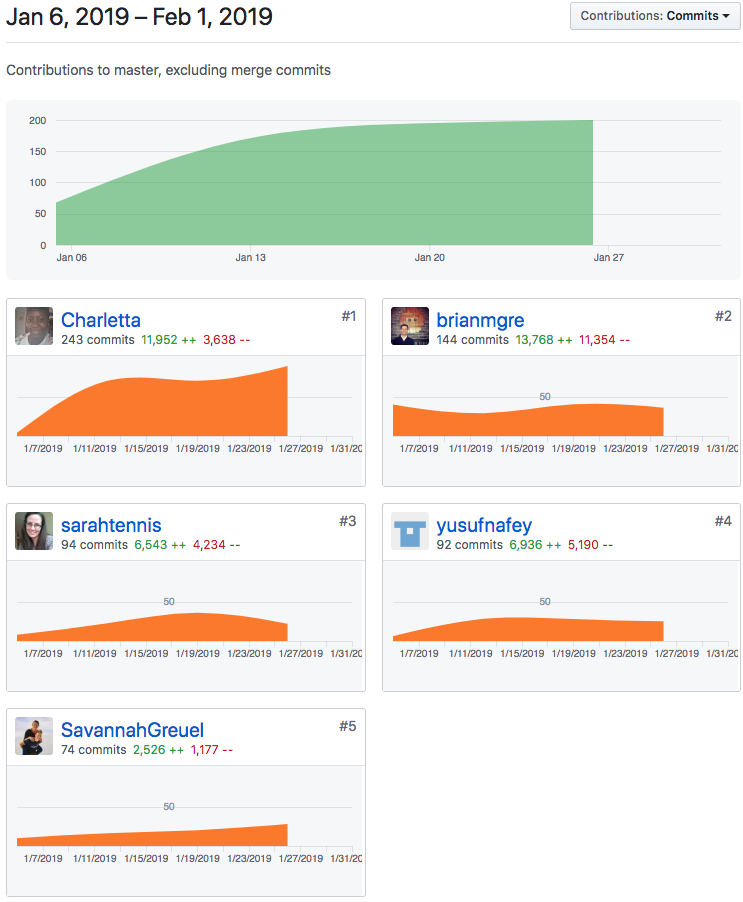 Jan 6, 2019 – Feb 1, 2019
Contributions: Commits
Contributions to master, excluding merge commits
200
150
100
50
0
Jan 06 Jan 13 Jan 20 Jan 27
Charletta #1
243 commits 11,952 ++ 3,638 --
1/7/2019 1/11/2019 1/15/2019 1/19/2019 1/23/2019 1/27/2019 1/31/20
brianmgre #2
144 commits 13,768 ++ 11,354 --
50
1/7/2019 1/11/2019 1/15/2019 1/19/2019 1/23/2019 1/27/2019 1/31/20
sarahtennis #3
94 commits 6,543 ++ 4,234 --
50
1/7/2019 1/11/2019 1/15/2019 1/19/2019 1/23/2019 1/27/2019 1/31/20
yusufnafey #4
92 commits 6,936 ++ 5,190 --
50
1/7/2019 1/11/2019 1/15/2019 1/19/2019 1/23/2019 1/27/2019 1/31/20
SavannahGreuel #5
74 commits 2,526 ++ 1,177 --
50
1/7/2019 1/11/2019 1/15/2019 1/19/2019 1/23/2019 1/27/2019 1/31/20